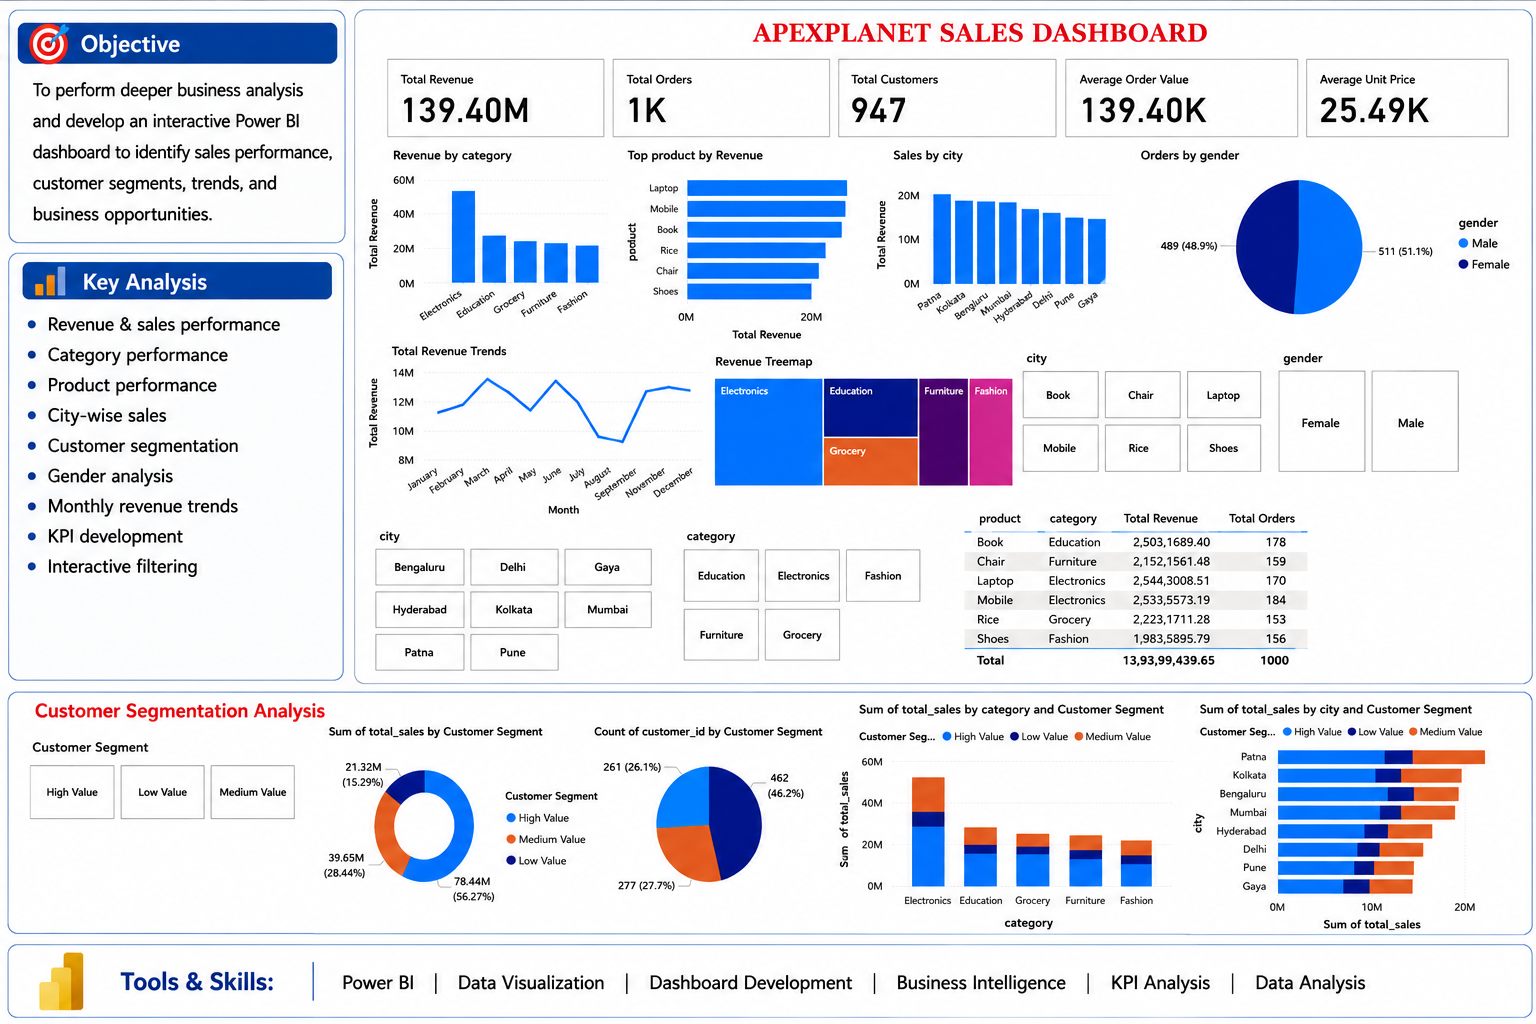 Objective
To perform deeper business analysis
and develop an interactive Power BI
dashboard to identify sales performance,
customer segments, trends, and
business opportunities.
Key Analysis
Revenue & sales performance
Category performance
Product performance
City-wise sales
Customer segmentation
Gender analysis
Monthly revenue trends
KPI development
Interactive filtering
APEXPLANET SALES DASHBOARD
Total Revenue
139.40M
Total Orders
1K
Total Customers
947
Average Order Value
139.40K
Average Unit Price
25.49K
Revenue by category
Total Revenue
60M
40M
20M
0M
Electronics
Education
Grocery
Furniture
Fashion
Top product by Revenue
product
Laptop
Mobile
Book
Rice
Chair
Shoes
0M 20M
Total Revenue
Sales by city
Total Revenue
20M
10M
0M
Patna
Kolkata
Bengluru
Mumbai
Hyderabad
Delhi
Pune
Gaya
Orders by gender
489 (48.9%)
511 (51.1%)
gender
Male
Female
Total Revenue Trends
Total Revenue
14M
12M
10M
8M
January
February
March
April
May
June
July
August
September
November
December
Month
Revenue Treemap
Electronics
Education
Grocery
Furniture
Fashion
city
Book Chair Laptop
Mobile Rice Shoes
gender
Female Male
city
Bengaluru Delhi Gaya
Hyderabad Kolkata Mumbai
Patna Pune
category
Education Electronics Fashion
Furniture Grocery
product category Total Revenue Total Orders
Book Education 2,503,1689.40 178
Chair Furniture 2,152,1561.48 159
Laptop Electronics 2,544,3008.51 170
Mobile Electronics 2,533,5573.19 184
Rice Grocery 2,223,1711.28 153
Shoes Fashion 1,983,5895.79 156
Total 13,93,99,439.65 1000
Customer Segmentation Analysis
Customer Segment
High Value Low Value Medium Value
Sum of total_sales by Customer Segment
21.32M
(15.29%)
39.65M
(28.44%)
78.44M
(56.27%)
Customer Segment
High Value
Medium Value
Low Value
Count of customer_id by Customer Segment
261 (26.1%)
462
(46.2%)
277 (27.7%)
Sum of total_sales by category and Customer Segment
Customer Seg... High Value Low Value Medium Value
Sum of total_sales
60M
40M
20M
0M
Electronics Education Grocery Furniture Fashion
category
Sum of total_sales by city and Customer Segment
Customer Seg... High Value Low Value Medium Value
city
Patna
Kolkata
Bengaluru
Mumbai
Hyderabad
Delhi
Pune
Gaya
0M 10M 20M
Sum of total_sales
Tools & Skills: Power BI | Data Visualization | Dashboard Development | Business Intelligence | KPI Analysis | Data Analysis